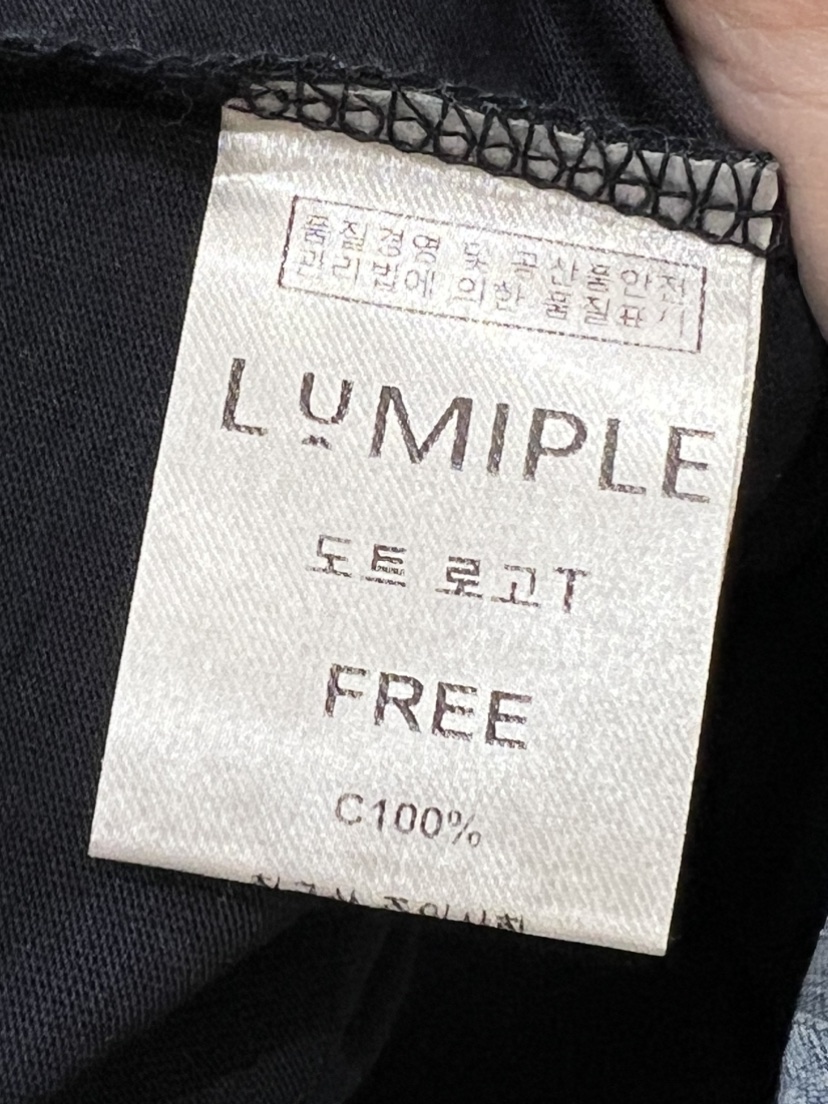 품질경영 및 공산품안전
관리법에 의한 품질표시
LUMIPLE
도트 로고T
FREE
C100%